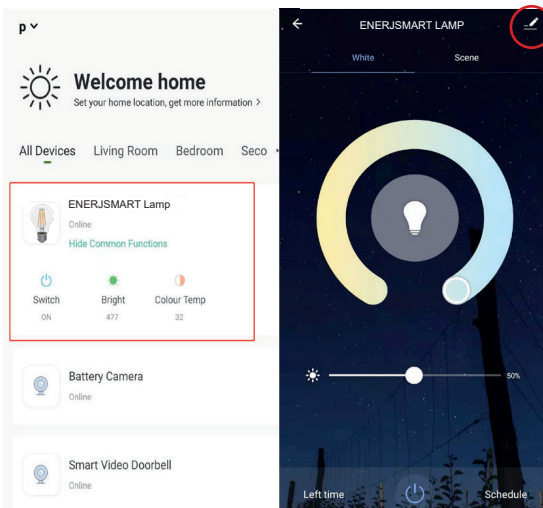 p
Welcome home
Set your home location, get more information >
All Devices Living Room Bedroom Seco
ENERJSMART Lamp
Online
Hide Common Functions
Switch Bright Colour Temp
ON 477 32
Battery Camera
Online
Smart Video Doorbell
Online
ENERJSMART LAMP
White Scene
50%
Left time Schedule